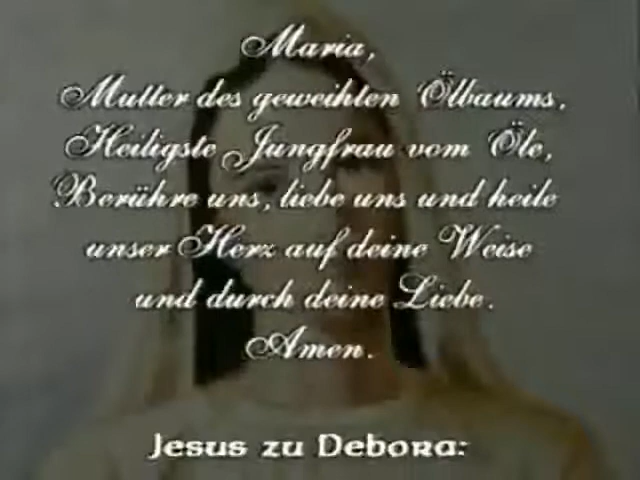 Maria,
Mutter des geweihten Ölbaums,
Heiligste Jungfrau vom Öle,
Berühre uns, liebe uns und heile
unser Herz auf deine Weise
und durch deine Liebe.
Amen.
Jesus zu Debora: